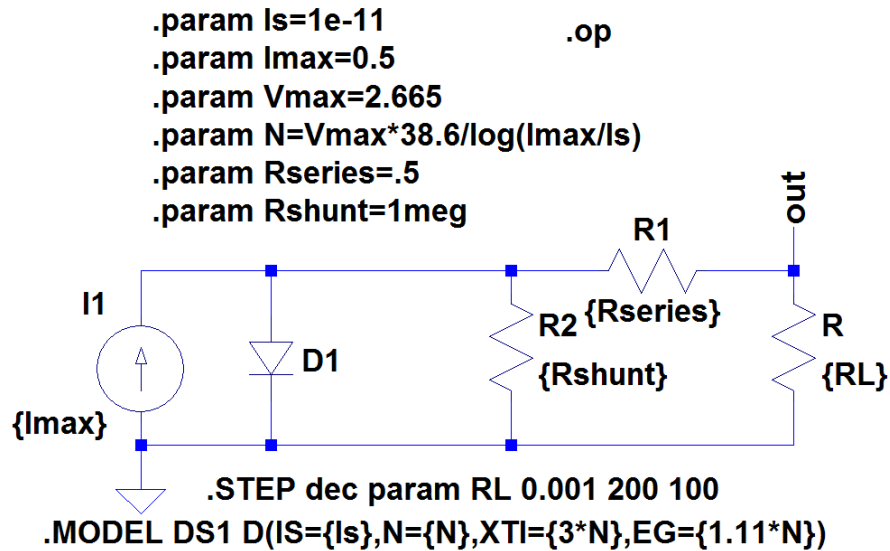 .param Is=1e-11
.op
.param Imax=0.5
.param Vmax=2.665
.param N=Vmax*38.6/log(Imax/Is)
.param Rseries=.5
.param Rshunt=1meg
out
R1
I1
R2
{Rseries}
R
D1
{Rshunt}
{RL}
{Imax}
.STEP dec param RL 0.001 200 100
.MODEL DS1 D(IS={Is},N={N},XTI={3*N},EG={1.11*N})